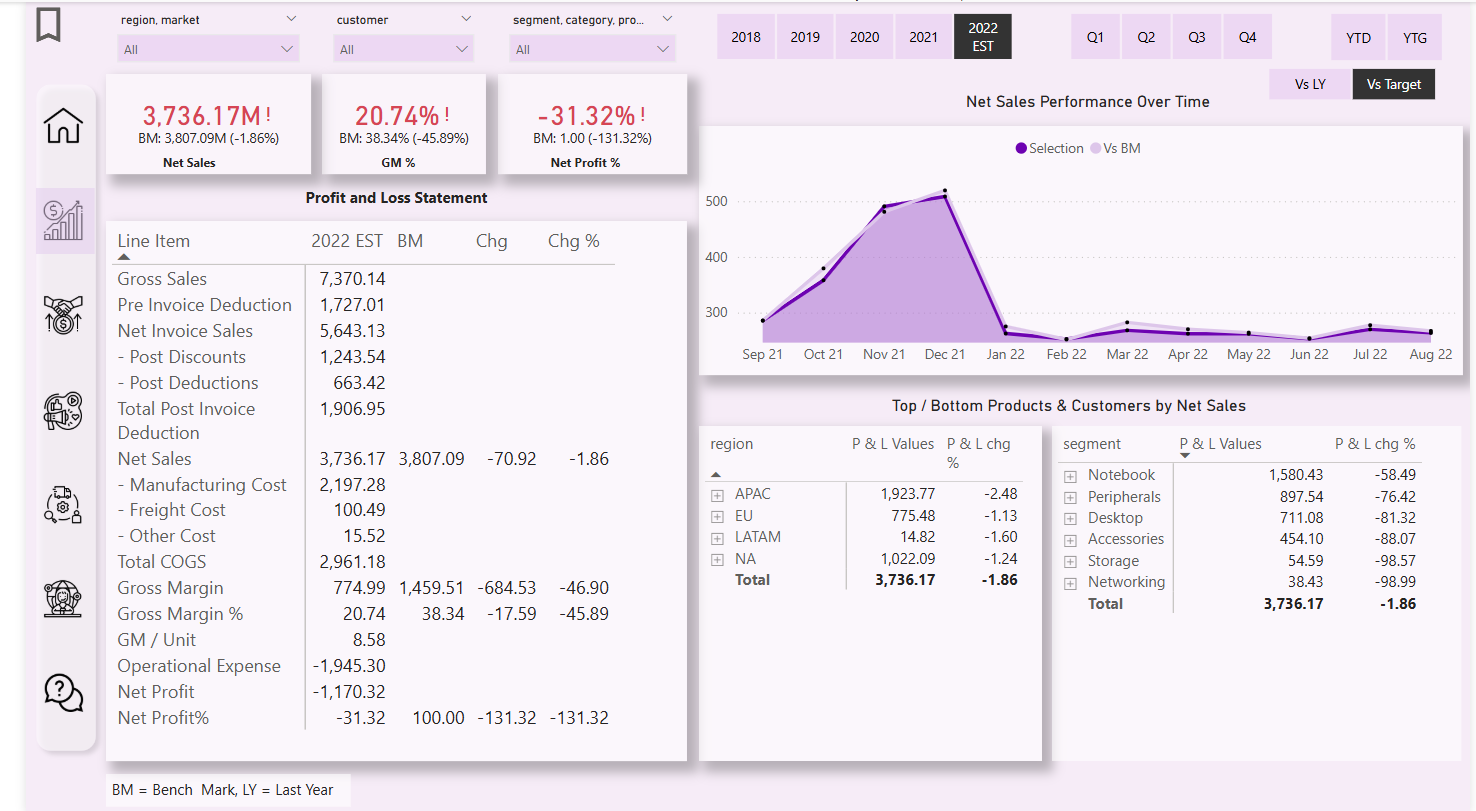 region, market
customer
segment, category, pro...
All
All
All
2018
2019
2020
2021
2022
EST
Q1
Q2
Q3
Q4
YTD
YTG
Vs LY
Vs Target
3,736.17M !
BM: 3,807.09M (-1.86%)
Net Sales
20.74% !
BM: 38.34% (-45.89%)
GM %
-31.32% !
BM: 1.00 (-131.32%)
Net Profit %
Net Sales Performance Over Time
Selection Vs BM
500
400
300
Sep 21 Oct 21 Nov 21 Dec 21 Jan 22 Feb 22 Mar 22 Apr 22 May 22 Jun 22 Jul 22 Aug 22
Profit and Loss Statement
Line Item 2022 EST BM Chg Chg %
Gross Sales 7,370.14
Pre Invoice Deduction 1,727.01
Net Invoice Sales 5,643.13
- Post Discounts 1,243.54
- Post Deductions 663.42
Total Post Invoice 1,906.95
Deduction
Net Sales 3,736.17 3,807.09 -70.92 -1.86
- Manufacturing Cost 2,197.28
- Freight Cost 100.49
- Other Cost 15.52
Total COGS 2,961.18
Gross Margin 774.99 1,459.51 -684.53 -46.90
Gross Margin % 20.74 38.34 -17.59 -45.89
GM / Unit 8.58
Operational Expense -1,945.30
Net Profit -1,170.32
Net Profit% -31.32 100.00 -131.32 -131.32
Top / Bottom Products & Customers by Net Sales
region P & L Values P & L chg
%
APAC 1,923.77 -2.48
EU 775.48 -1.13
LATAM 14.82 -1.60
NA 1,022.09 -1.24
Total 3,736.17 -1.86
segment P & L Values P & L chg %
Notebook 1,580.43 -58.49
Peripherals 897.54 -76.42
Desktop 711.08 -81.32
Accessories 454.10 -88.07
Storage 54.59 -98.57
Networking 38.43 -98.99
Total 3,736.17 -1.86
BM = Bench Mark, LY = Last Year